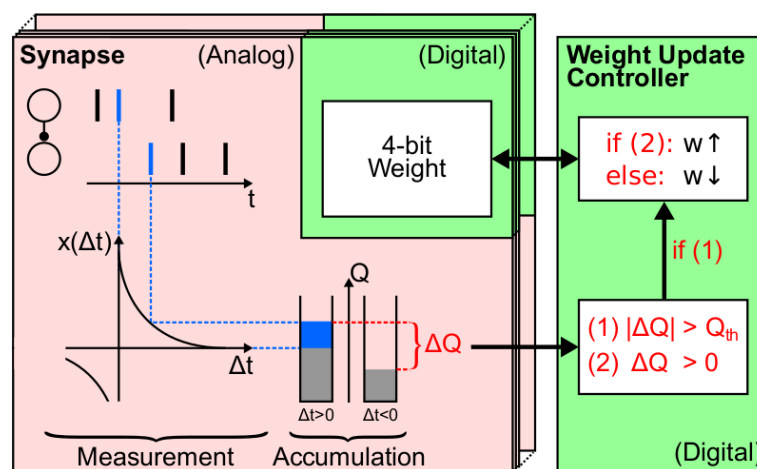 Synapse
(Analog)
(Digital)
Weight Update
Controller
4-bit
Weight
if (2): w↑
else: w↓
t
x(Δt)
Q
if (1)
Δt
ΔQ
(1) |ΔQ| > Qth
(2) ΔQ > 0
Δt>0
Δt<0
Measurement
Accumulation
(Digital)